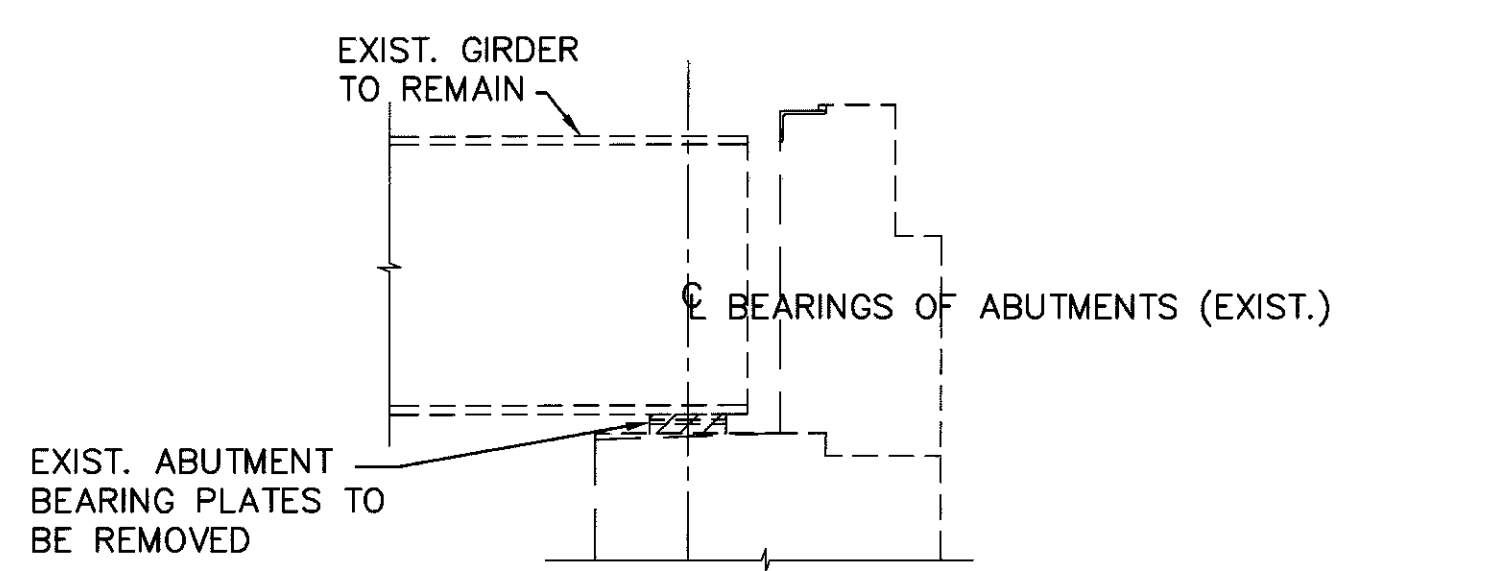 EXIST. GIRDER
TO REMAIN
℄ BEARINGS OF ABUTMENTS (EXIST.)
EXIST. ABUTMENT
BEARING PLATES TO
BE REMOVED